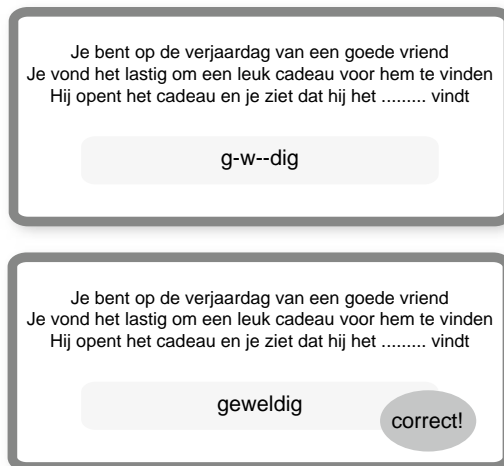 Je bent op de verjaardag van een goede vriend
Je vond het lastig om een leuk cadeau voor hem te vinden
Hij opent het cadeau en je ziet dat hij het ......... vindt
g-w--dig
Je bent op de verjaardag van een goede vriend
Je vond het lastig om een leuk cadeau voor hem te vinden
Hij opent het cadeau en je ziet dat hij het ......... vindt
geweldig
correct!